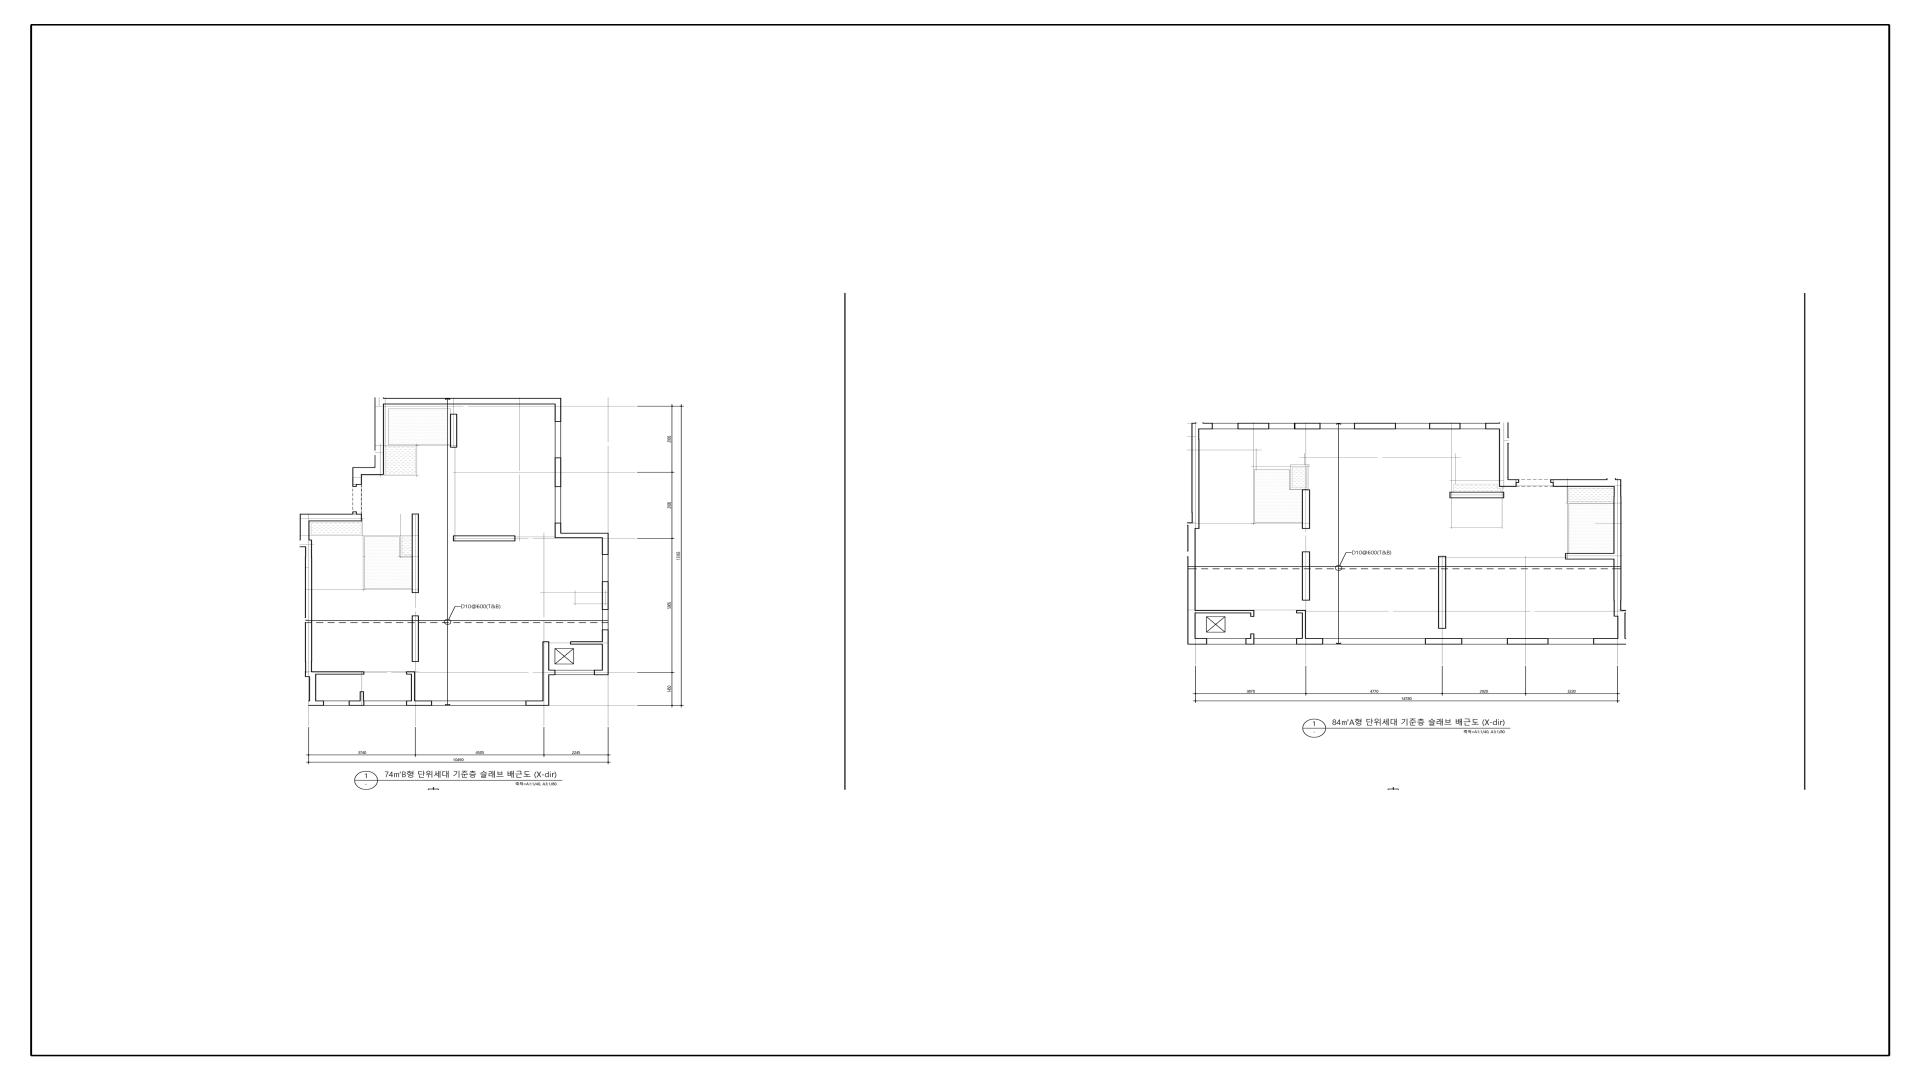 D10@600(T&B)
3740
4505
2245
10490
1
74㎡B형 단위세대 기준층 슬래브 배근도 (X-dir)
축척=A1:1/40, A3:1/80
D10@600(T&B)
3870
4770
2920
3220
14780
1
84㎡A형 단위세대 기준층 슬래브 배근도 (X-dir)
축척=A1:1/40, A3:1/80